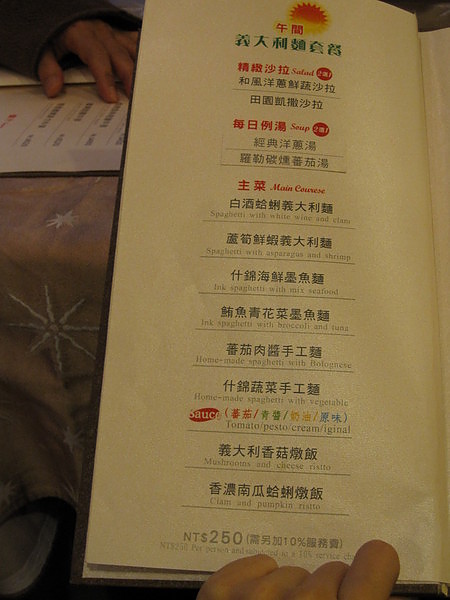 午間
義大利麵套餐
精緻沙拉 Salad 2選1
和風洋蔥鮮蔬沙拉
田園凱撒沙拉
每日例湯 Soup 2選1
經典洋蔥湯
羅勒碳燻蕃茄湯
主菜 Main Courese
白酒蛤蜊義大利麵
Spaghetti with white wine and clam
蘆筍鮮蝦義大利麵
Spaghetti with asparagus and shrimp
什錦海鮮墨魚麵
Ink spaghetti with mix seafood
鮪魚青花菜墨魚麵
Ink spaghetti with broccoli and tuna
蕃茄肉醬手工麵
Home-made spaghetti with Bolognese
什錦蔬菜手工麵
Home-made spaghetti with vegetable
Sauce (蕃茄/青醬/奶油/原味)
Tomato/pesto/cream/iginal
義大利香菇燉飯
Mushrooms and cheese ristto
香濃南瓜蛤蜊燉飯
Clam and pumpkin ristto
NT$250 (需另加10%服務費)
NT$250 Per person and subjected to a 10% service